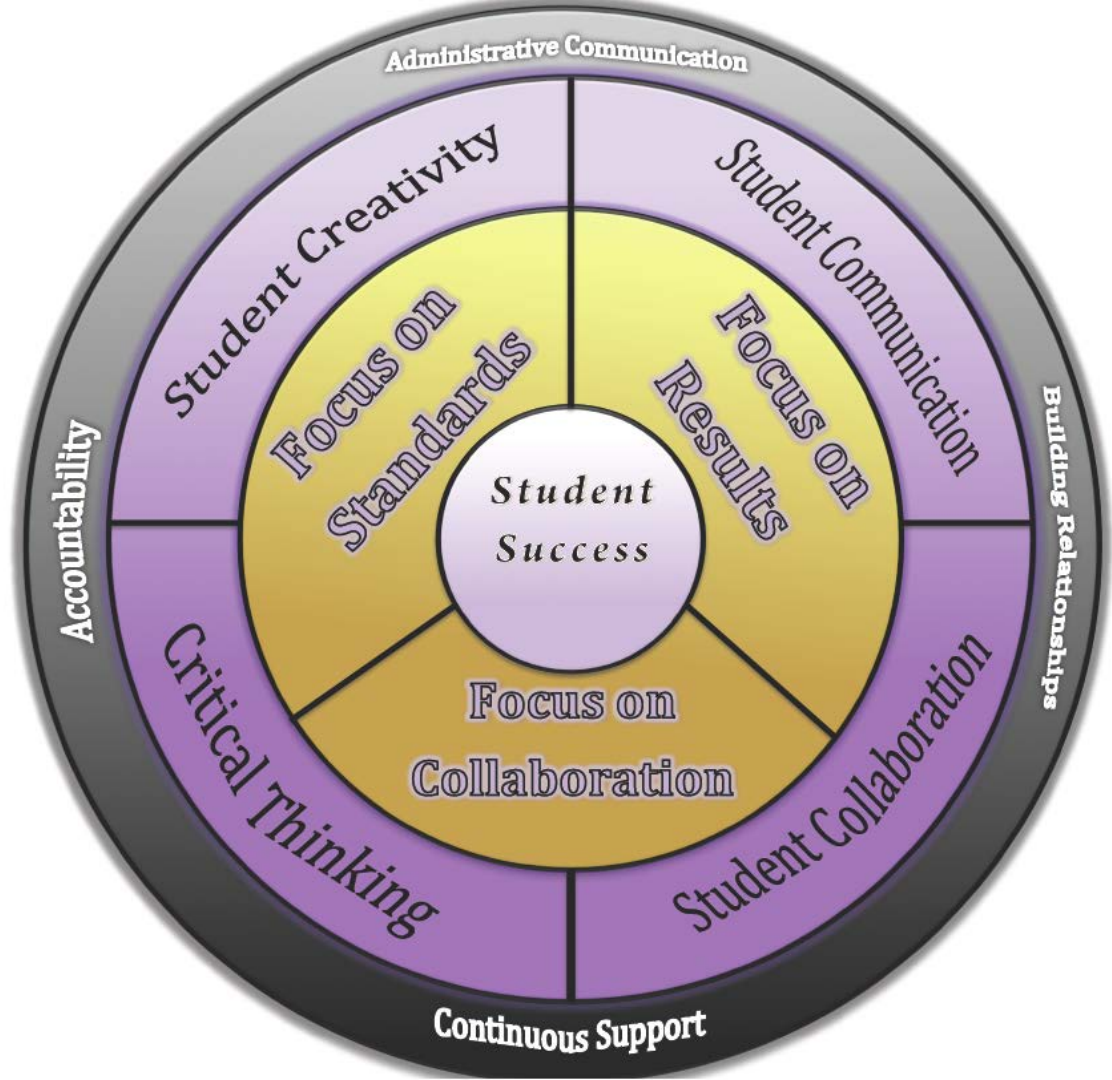 Administrative Communication
Student Creativity
Student Communication
Focus on
Standards
Focus on
Results
Student
Success
Accountability
Building Relationships
Focus on
Collaboration
Critical Thinking
Student Collaboration
Continuous Support